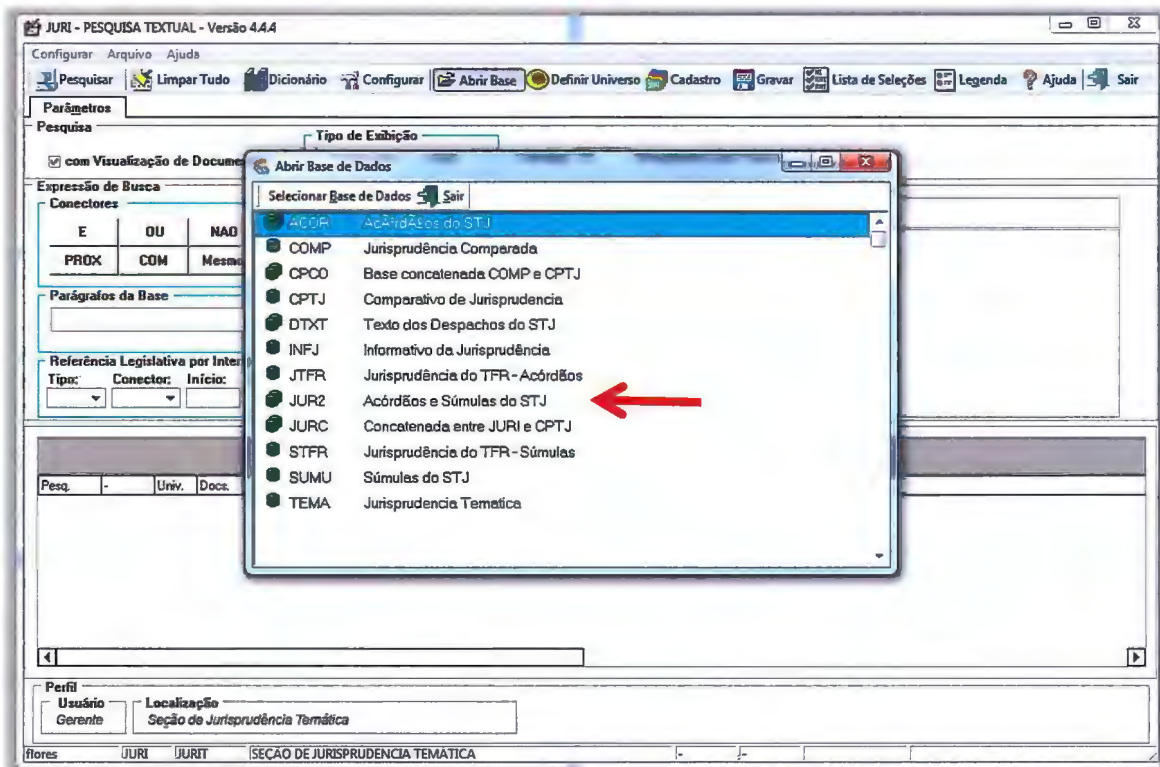 JURI - PESQUISA TEXTUAL - Versão 4.4.4
Configurar Arquivo Ajuda
Pesquisar Limpar Tudo Dicionário Configurar Abrir Base Definir Universo Cadastro Gravar Lista de Seleções Legenda Ajuda Sair
Parâmetros
Pesquisa
Tipo de Exibição
com Visualização de Docume
Abrir Base de Dados
Selecionar Base de Dados Sair
Expressão de Busca
Conectores
E OU NAO
PROX COM Mesmo
Parágrafos da Base
Referência Legislativa por Inter
Tipo: Conector: Início:
ACOR AcÃ³rdÃ£os do STJ
COMP Jurisprudência Comparada
CPCO Base concatenada COMP e CPTJ
CPTJ Comparativo de Jurisprudencia
DTXT Texto dos Despachos do STJ
INFJ Informativo da Jurisprudência
JTFR Jurisprudência do TFR - Acórdãos
JUR2 Acórdãos e Súmulas do STJ
JURC Concatenada entre JURI e CPTJ
STFR Jurisprudência do TFR - Súmulas
SUMU Súmulas do STJ
TEMA Jurisprudencia Tematica
Pesq. - Univ. Docs.
Perfil
Usuário Localização
Gerente Seção de Jurisprudência Temática
flores JURI JURIT SEÇÃO DE JURISPRUDENCIA TEMATICA - -